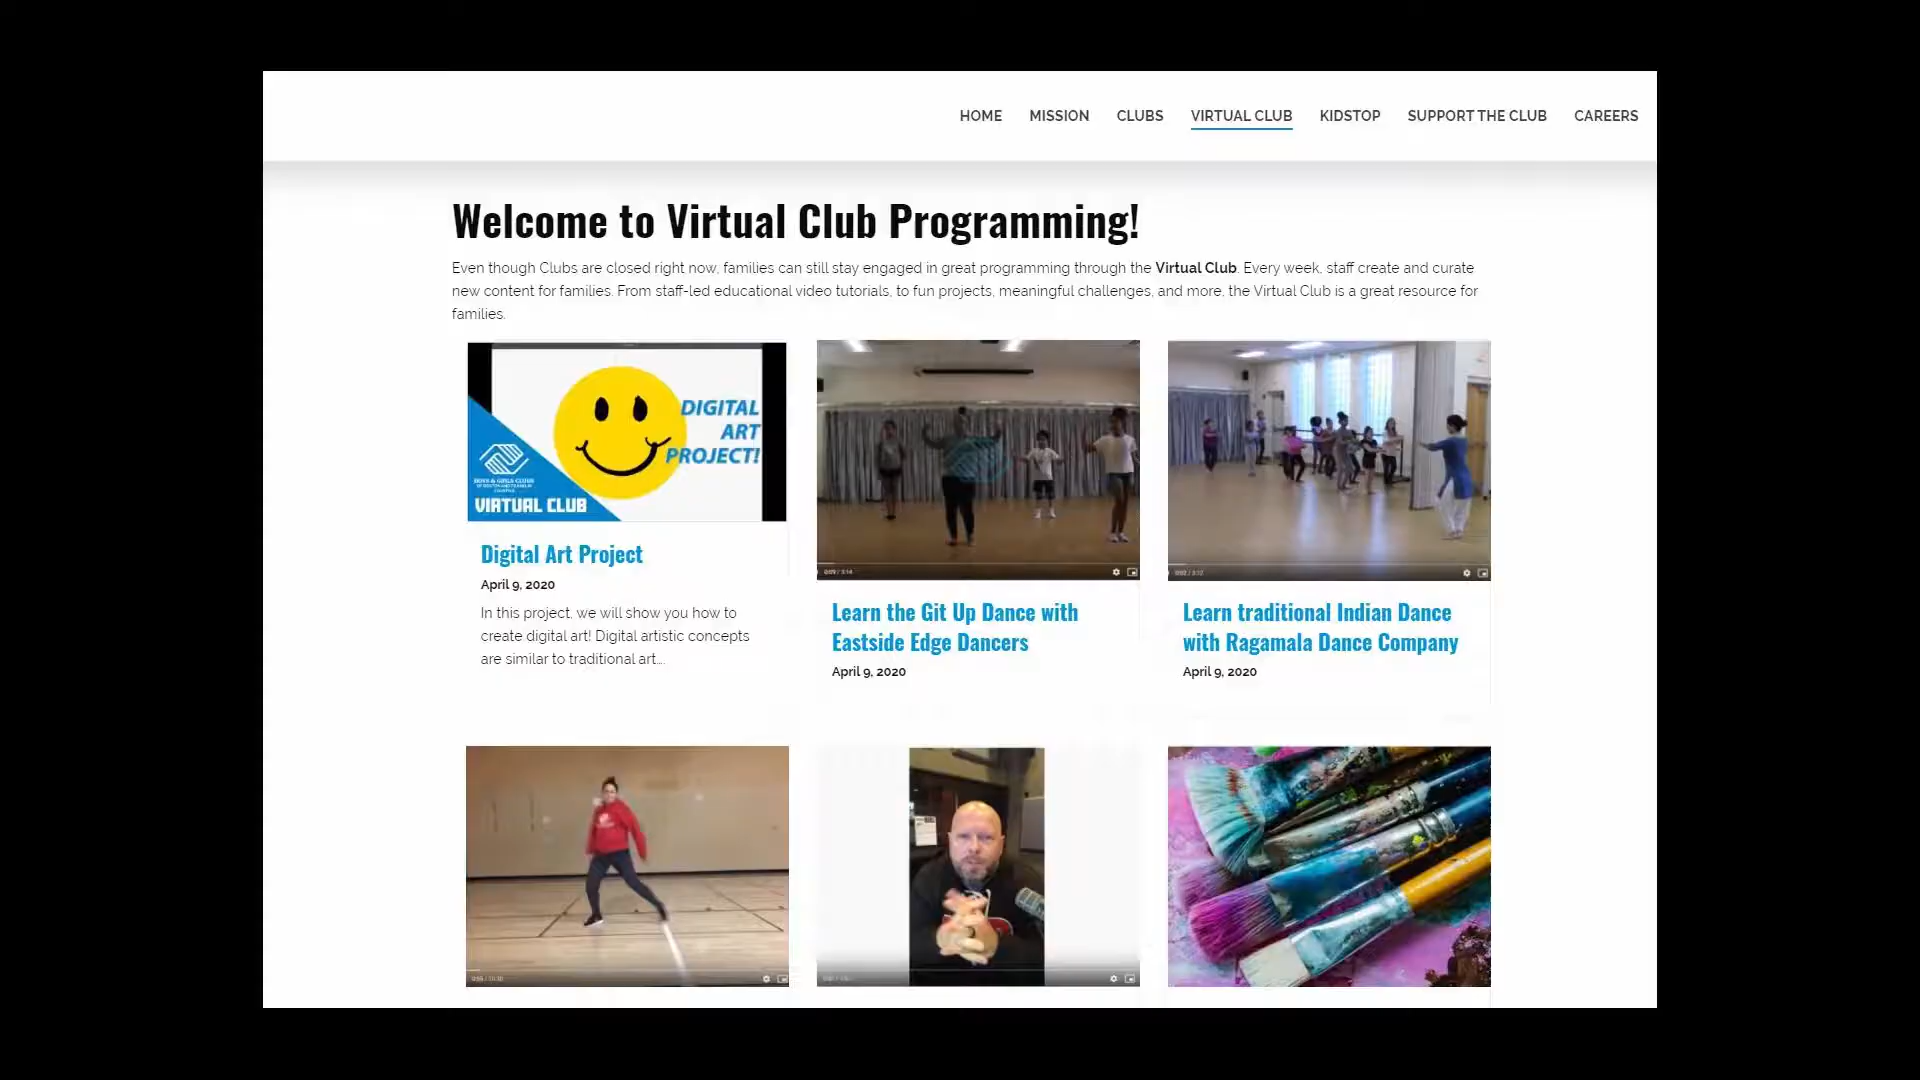 HOME MISSION CLUBS VIRTUAL CLUB KIDSTOP SUPPORT THE CLUB CAREERS
Welcome to Virtual Club Programming!
Even though Clubs are closed right now, families can still stay engaged in great programming through the Virtual Club. Every week, staff create and curate
new content for families. From staff-led educational video tutorials, to fun projects, meaningful challenges, and more, the Virtual Club is a great resource for
families.
DIGITAL
ART
PROJECT!
BOYS & GIRLS CLUBS
VIRTUAL CLUB
Digital Art Project
April 9, 2020
In this project, we will show you how to
create digital art! Digital artistic concepts
are similar to traditional art...
Learn the Git Up Dance with
Eastside Edge Dancers
April 9, 2020
Learn traditional Indian Dance
with Ragamala Dance Company
April 9, 2020